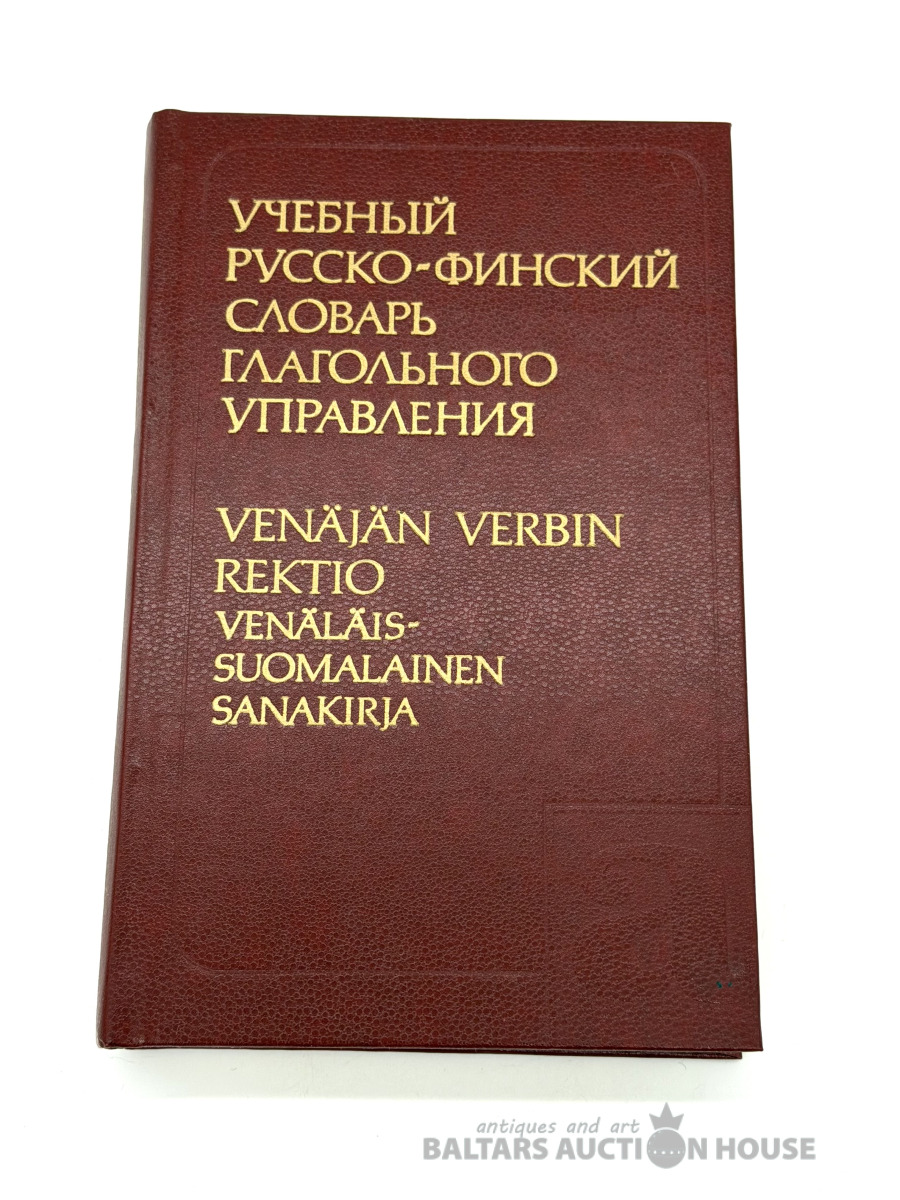 УЧЕБНЫЙ
РУССКО-ФИНСКИЙ
СЛОВАРЬ
ГЛАГОЛЬНОГО
УПРАВЛЕНИЯ
VENÄJÄN VERBIN
REKTIO
VENÄLÄIS-
SUOMALAINEN
SANAKIRJA
antiques and art
BALTARS AUCTION HOUSE